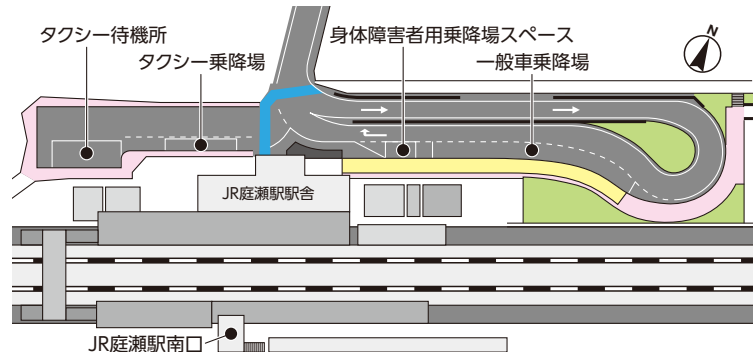 タクシー待機所
タクシー乗降場
身体障害者用乗降場スペース
一般車乗降場
N
JR庭瀬駅駅舎
JR庭瀬駅南口